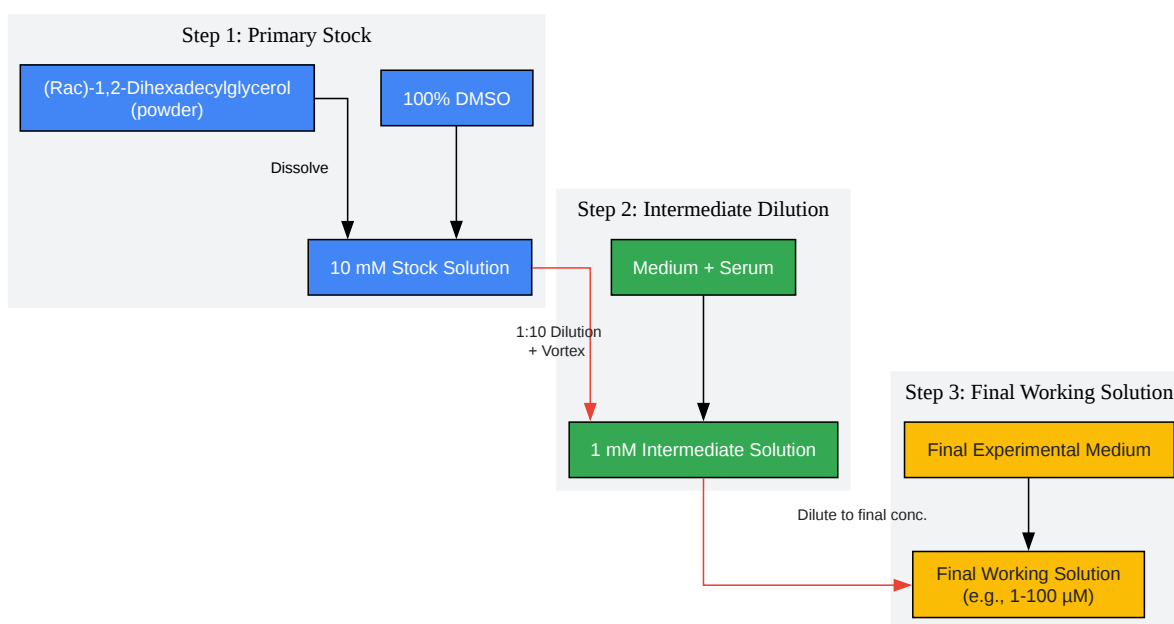 Step 1: Primary Stock
(Rac)-1,2-Dihexadecylglycerol
(powder)
100% DMSO
Dissolve
10 mM Stock Solution
Step 2: Intermediate Dilution
Medium + Serum
1:10 Dilution
+ Vortex
1 mM Intermediate Solution
Step 3: Final Working Solution
Final Experimental Medium
Dilute to final conc.
Final Working Solution
(e.g., 1-100 µM)